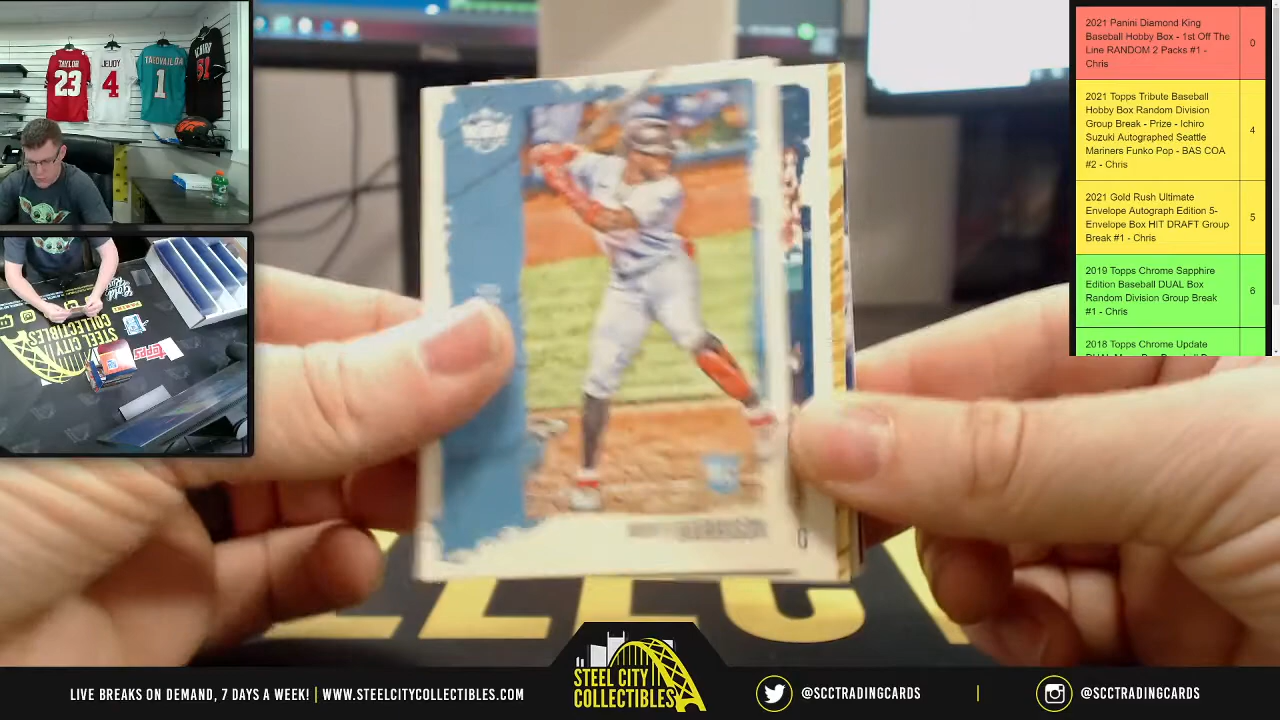 TAYLOR
23
JEUDY
4
TAGOVAILOA
1
51
STEEL CITY
COLLECTIBLES
2021 Panini Diamond King
Baseball Hobby Box - 1st Off The
Line RANDOM 2 Packs #1 -
Chris
0
2021 Topps Tribute Baseball
Hobby Box Random Division
Group Break - Prize - Ichiro
Suzuki Autographed Seattle
Mariners Funko Pop - BAS COA
#2 - Chris
4
2021 Gold Rush Ultimate
Envelope Autograph Edition 5-
Envelope Box HIT DRAFT Group
Break #1 - Chris
5
2019 Topps Chrome Sapphire
Edition Baseball DUAL Box
Random Division Group Break
#1 - Chris
6
2018 Topps Chrome Update
LIVE BREAKS ON DEMAND, 7 DAYS A WEEK! | WWW.STEELCITYCOLLECTIBLES.COM
STEEL CITY
COLLECTIBLES
@SCCTRADINGCARDS
@SCCTRADINGCARDS